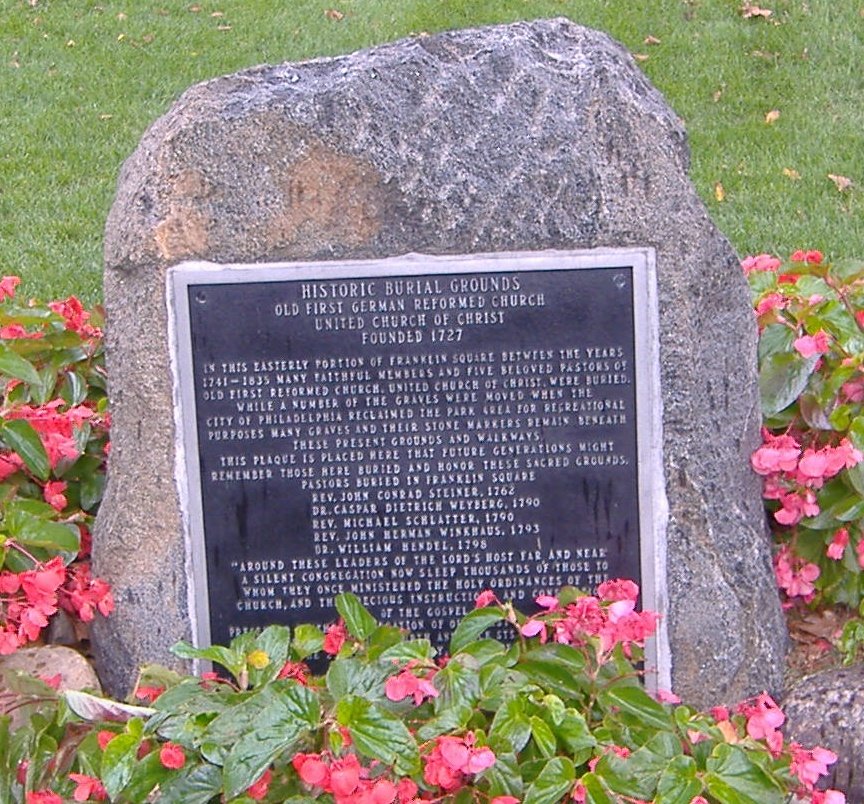 HISTORIC BURIAL GROUNDS
OLD FIRST GERMAN REFORMED CHURCH
UNITED CHURCH OF CHRIST
FOUNDED 1727
IN THIS EASTERLY PORTION OF FRANKLIN SQUARE BETWEEN THE YEARS
1741-1835 MANY FAITHFUL MEMBERS AND FIVE BELOVED PASTORS OF
OLD FIRST REFORMED CHURCH, UNITED CHURCH OF CHRIST, WERE BURIED.
WHILE A NUMBER OF THE GRAVES WERE MOVED WHEN THE
CITY OF PHILADELPHIA RECLAIMED THE PARK AREA FOR RECREATIONAL
PURPOSES MANY GRAVES AND THEIR STONE MARKERS REMAIN BENEATH
THESE PRESENT GROUNDS AND WALKWAYS.
THIS PLAQUE IS PLACED HERE THAT FUTURE GENERATIONS MIGHT
REMEMBER THOSE HERE BURIED AND HONOR THESE SACRED GROUNDS.
PASTORS BURIED IN FRANKLIN SQUARE
REV. JOHN CONRAD STEINER, 1762
DR. CASPAR DIETRICH WEYBERG, 1790
REV. MICHAEL SCHLATTER, 1790
REV. JOHN HERMAN WINKHAUS, 1793
DR. WILLIAM HENDEL, 1798
"AROUND THESE LEADERS OF THE LORD'S HOST FAR AND NEAR
A SILENT CONGREGATION NOW SLEEP THOUSANDS OF THOSE TO
WHOM THEY ONCE MINISTERED THE HOLY ORDINANCES OF THE
CHURCH, AND THE PRECIOUS INSTRUCTIONS AND
OF THE GOSPEL
OF
AND